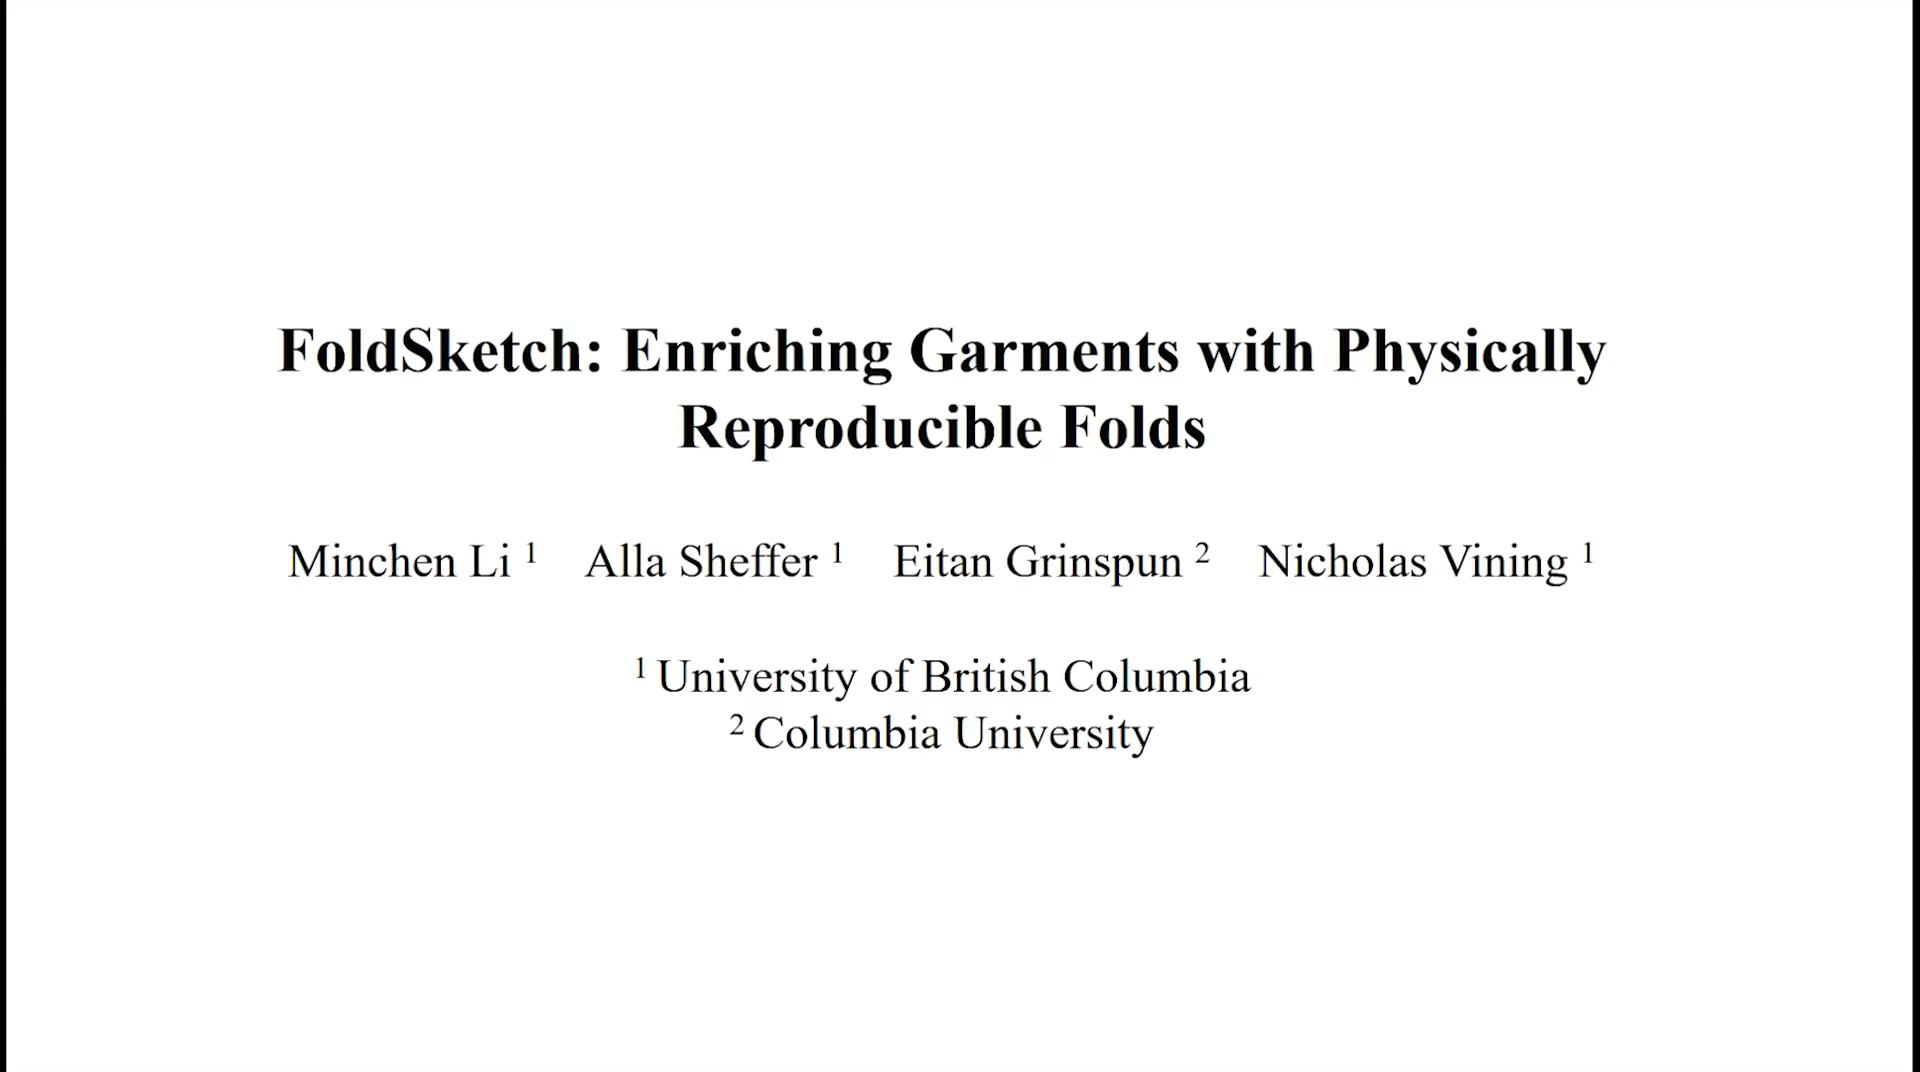 FoldSketch: Enriching Garments with Physically
Reproducible Folds
Minchen Li 1 Alla Sheffer 1 Eitan Grinspun 2 Nicholas Vining 1
1 University of British Columbia
2 Columbia University